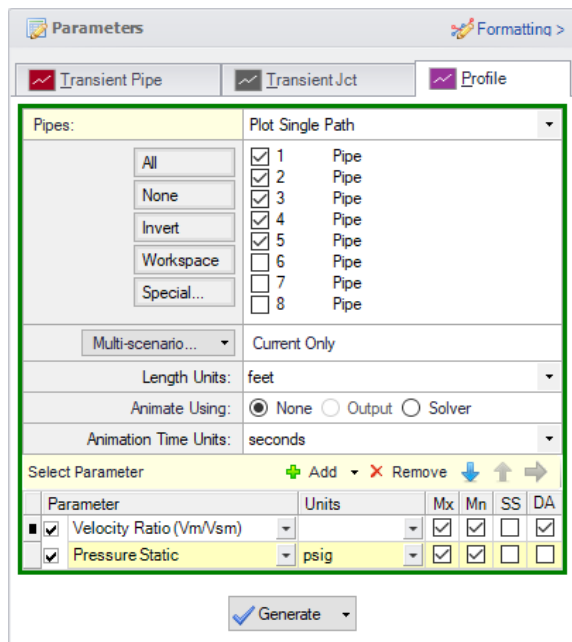 Parameters
Formatting >
Transient Pipe
Transient Jct
Profile
Pipes:
Plot Single Path
All
None
Invert
Workspace
Special...
1 Pipe
2 Pipe
3 Pipe
4 Pipe
5 Pipe
6 Pipe
7 Pipe
8 Pipe
Multi-scenario...
Current Only
Length Units:
feet
Animate Using:
None Output Solver
Animation Time Units:
seconds
Select Parameter
Add
Remove
Parameter Units Mx Mn SS DA
Velocity Ratio (Vm/Vsm)
Pressure Static psig
Generate